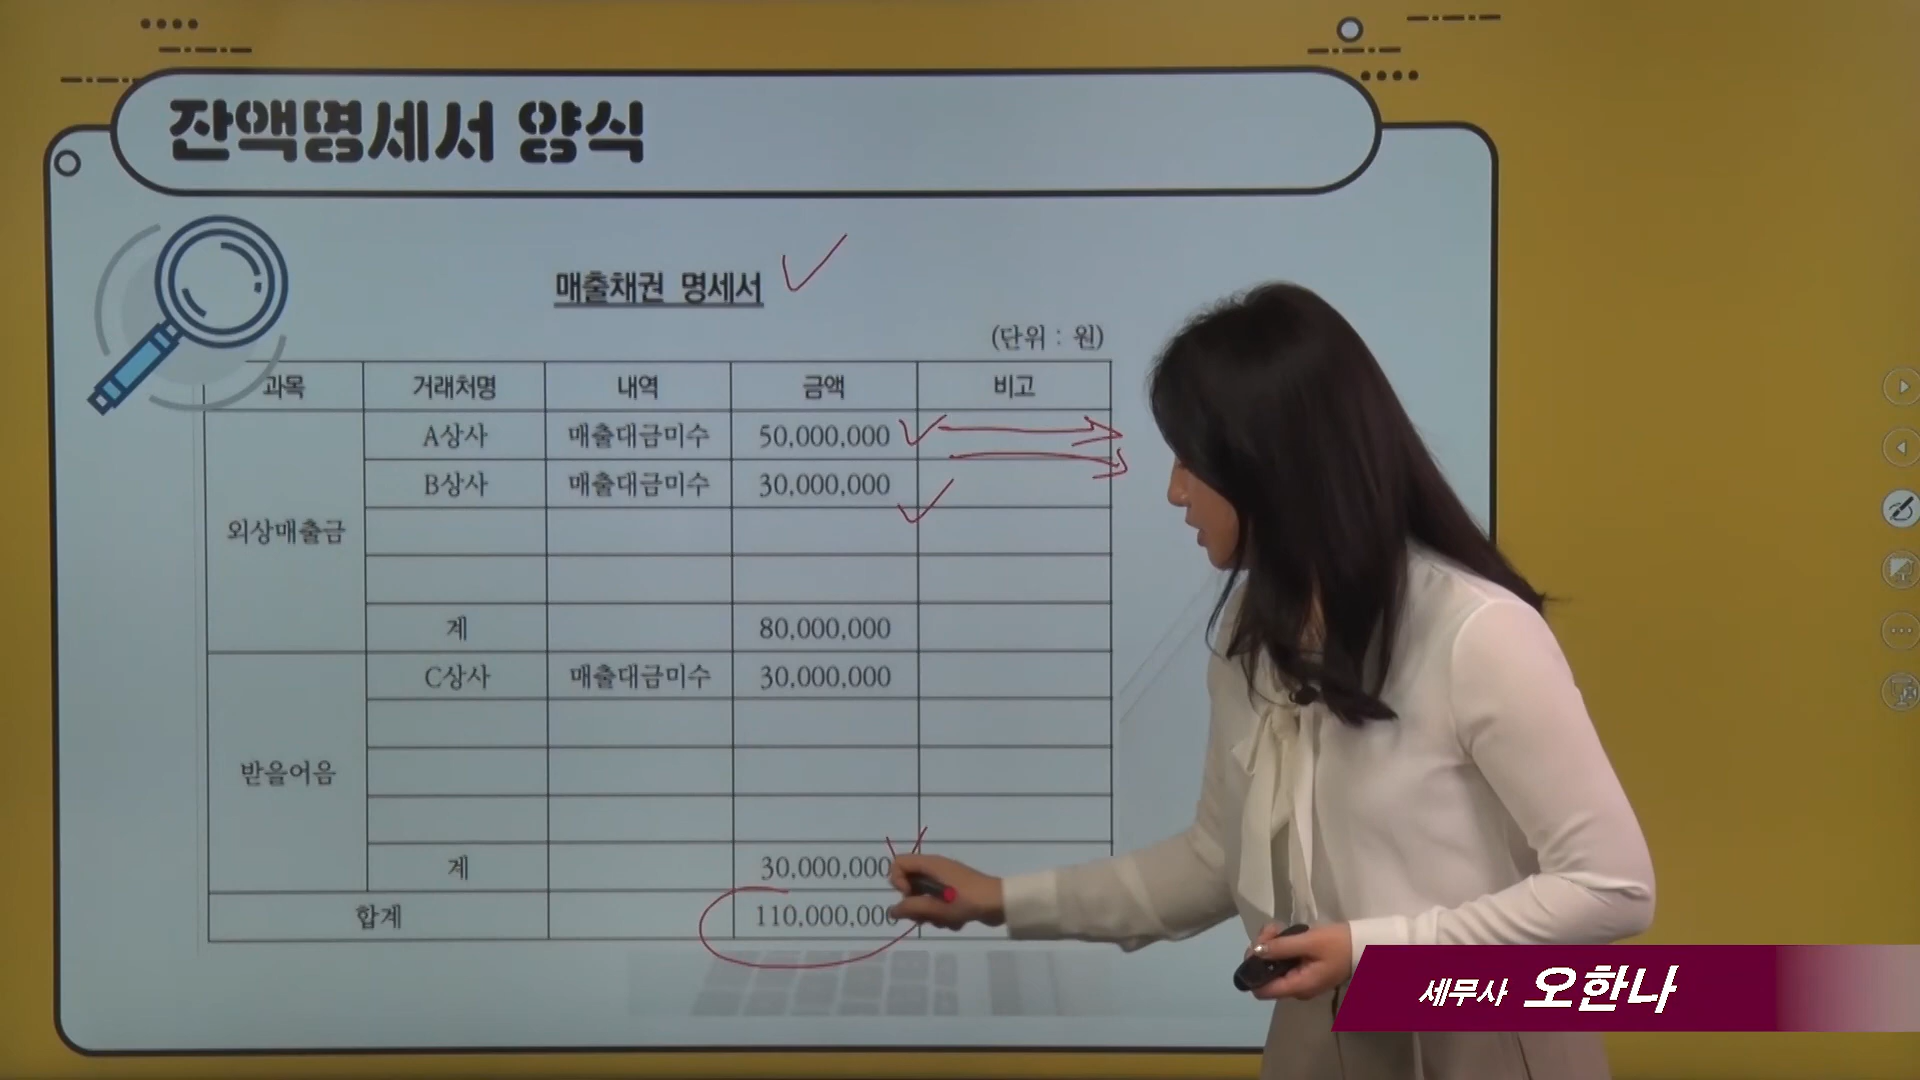 잔액명세서 양식
매출채권 명세서
(단위 : 원)
과목 거래처명 내역 금액 비고
외상매출금 A상사 매출대금미수 50,000,000
B상사 매출대금미수 30,000,000
계 80,000,000
받을어음 C상사 매출대금미수 30,000,000
계 30,000,000
합계 110,000,000
세무사 오한나